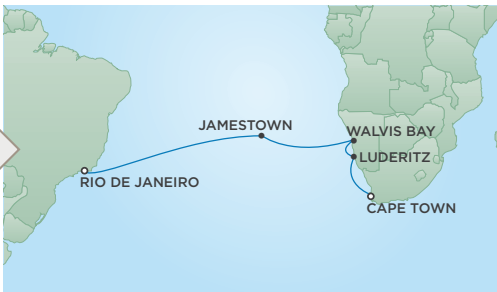 JAMESTOWN
WALVIS BAY
LUDERITZ
RIO DE JANEIRO
CAPE TOWN